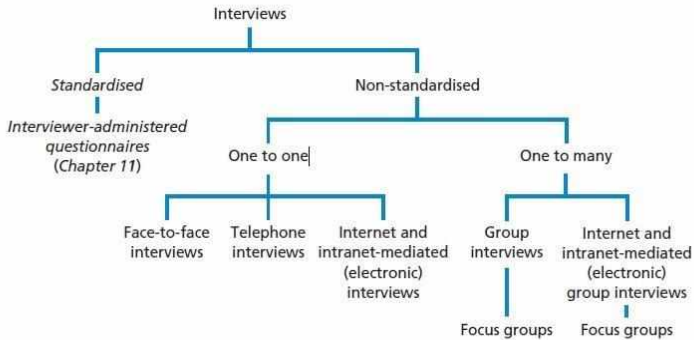 Interviews
Standardised
Non-standardised
Interviewer-administered
questionnaires
(Chapter 11)
One to one
One to many
Face-to-face
interviews
Telephone
interviews
Internet and
intranet-mediated
(electronic)
interviews
Group
interviews
Internet and
intranet-mediated
(electronic)
group interviews
Focus groups
Focus groups